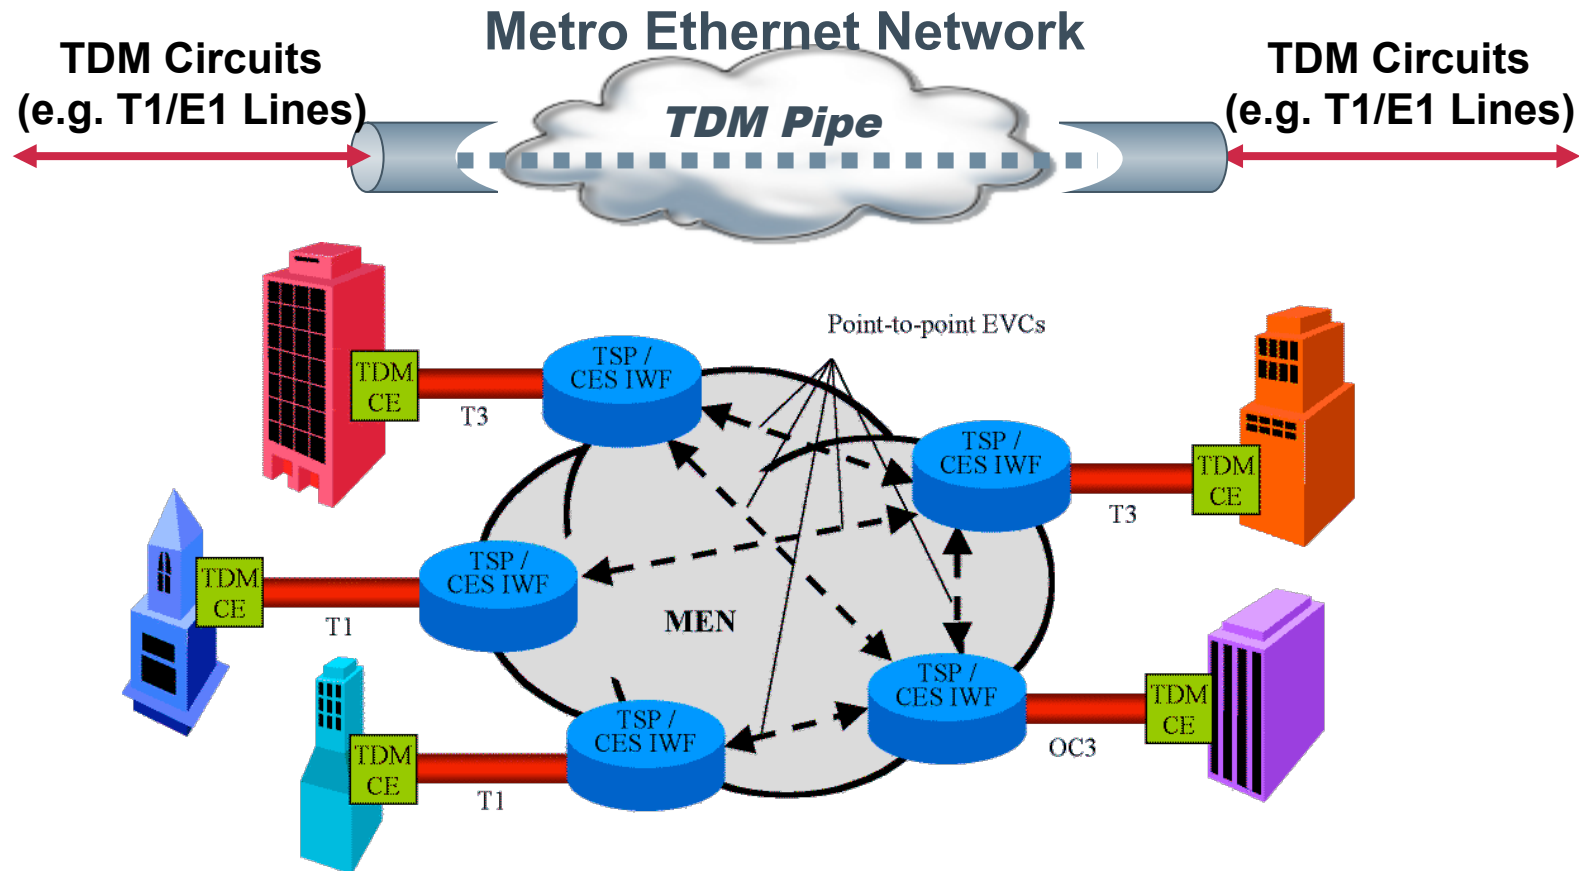 Metro Ethernet Network
TDM Circuits
(e.g. T1/E1 Lines)
TDM Pipe
TDM Circuits
(e.g. T1/E1 Lines)
Point-to-point EVCs
TDM
CE
T3
TSP /
CES IWF
TSP /
CES IWF
T3
TDM
CE
TDM
CE
T1
TSP /
CES IWF
MEN
TSP /
CES IWF
OC3
TDM
CE
TDM
CE
T1
TSP /
CES IWF